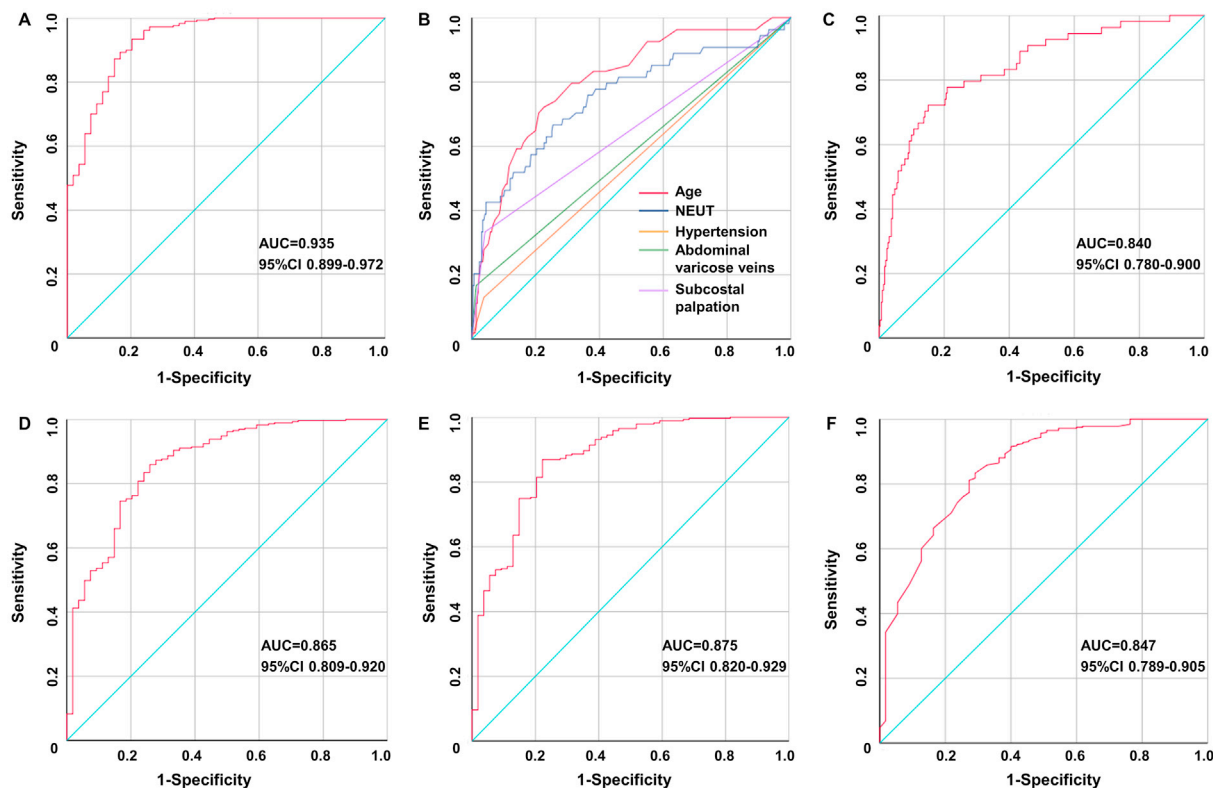 A
Sensitivity
1.0
0.8
0.6
0.4
0.2
0
0.2
0.4
0.6
0.8
1.0
1-Specificity
AUC=0.935
95%CI 0.899-0.972
B
Sensitivity
1.0
0.8
0.6
0.4
0.2
0
0.2
0.4
0.6
0.8
1.0
1-Specificity
Age
NEUT
Hypertension
Abdominal
varicose veins
Subcostal
palpation
C
Sensitivity
1.0
0.8
0.6
0.4
0.2
0
0.2
0.4
0.6
0.8
1.0
1-Specificity
AUC=0.840
95%CI 0.780-0.900
D
Sensitivity
1.0
0.8
0.6
0.4
0.2
0
0.2
0.4
0.6
0.8
1.0
1-Specificity
AUC=0.865
95%CI 0.809-0.920
E
Sensitivity
1.0
0.8
0.6
0.4
0.2
0
0.2
0.4
0.6
0.8
1.0
1-Specificity
AUC=0.875
95%CI 0.820-0.929
F
Sensitivity
1.0
0.8
0.6
0.4
0.2
0
0.2
0.4
0.6
0.8
1.0
1-Specificity
AUC=0.847
95%CI 0.789-0.905